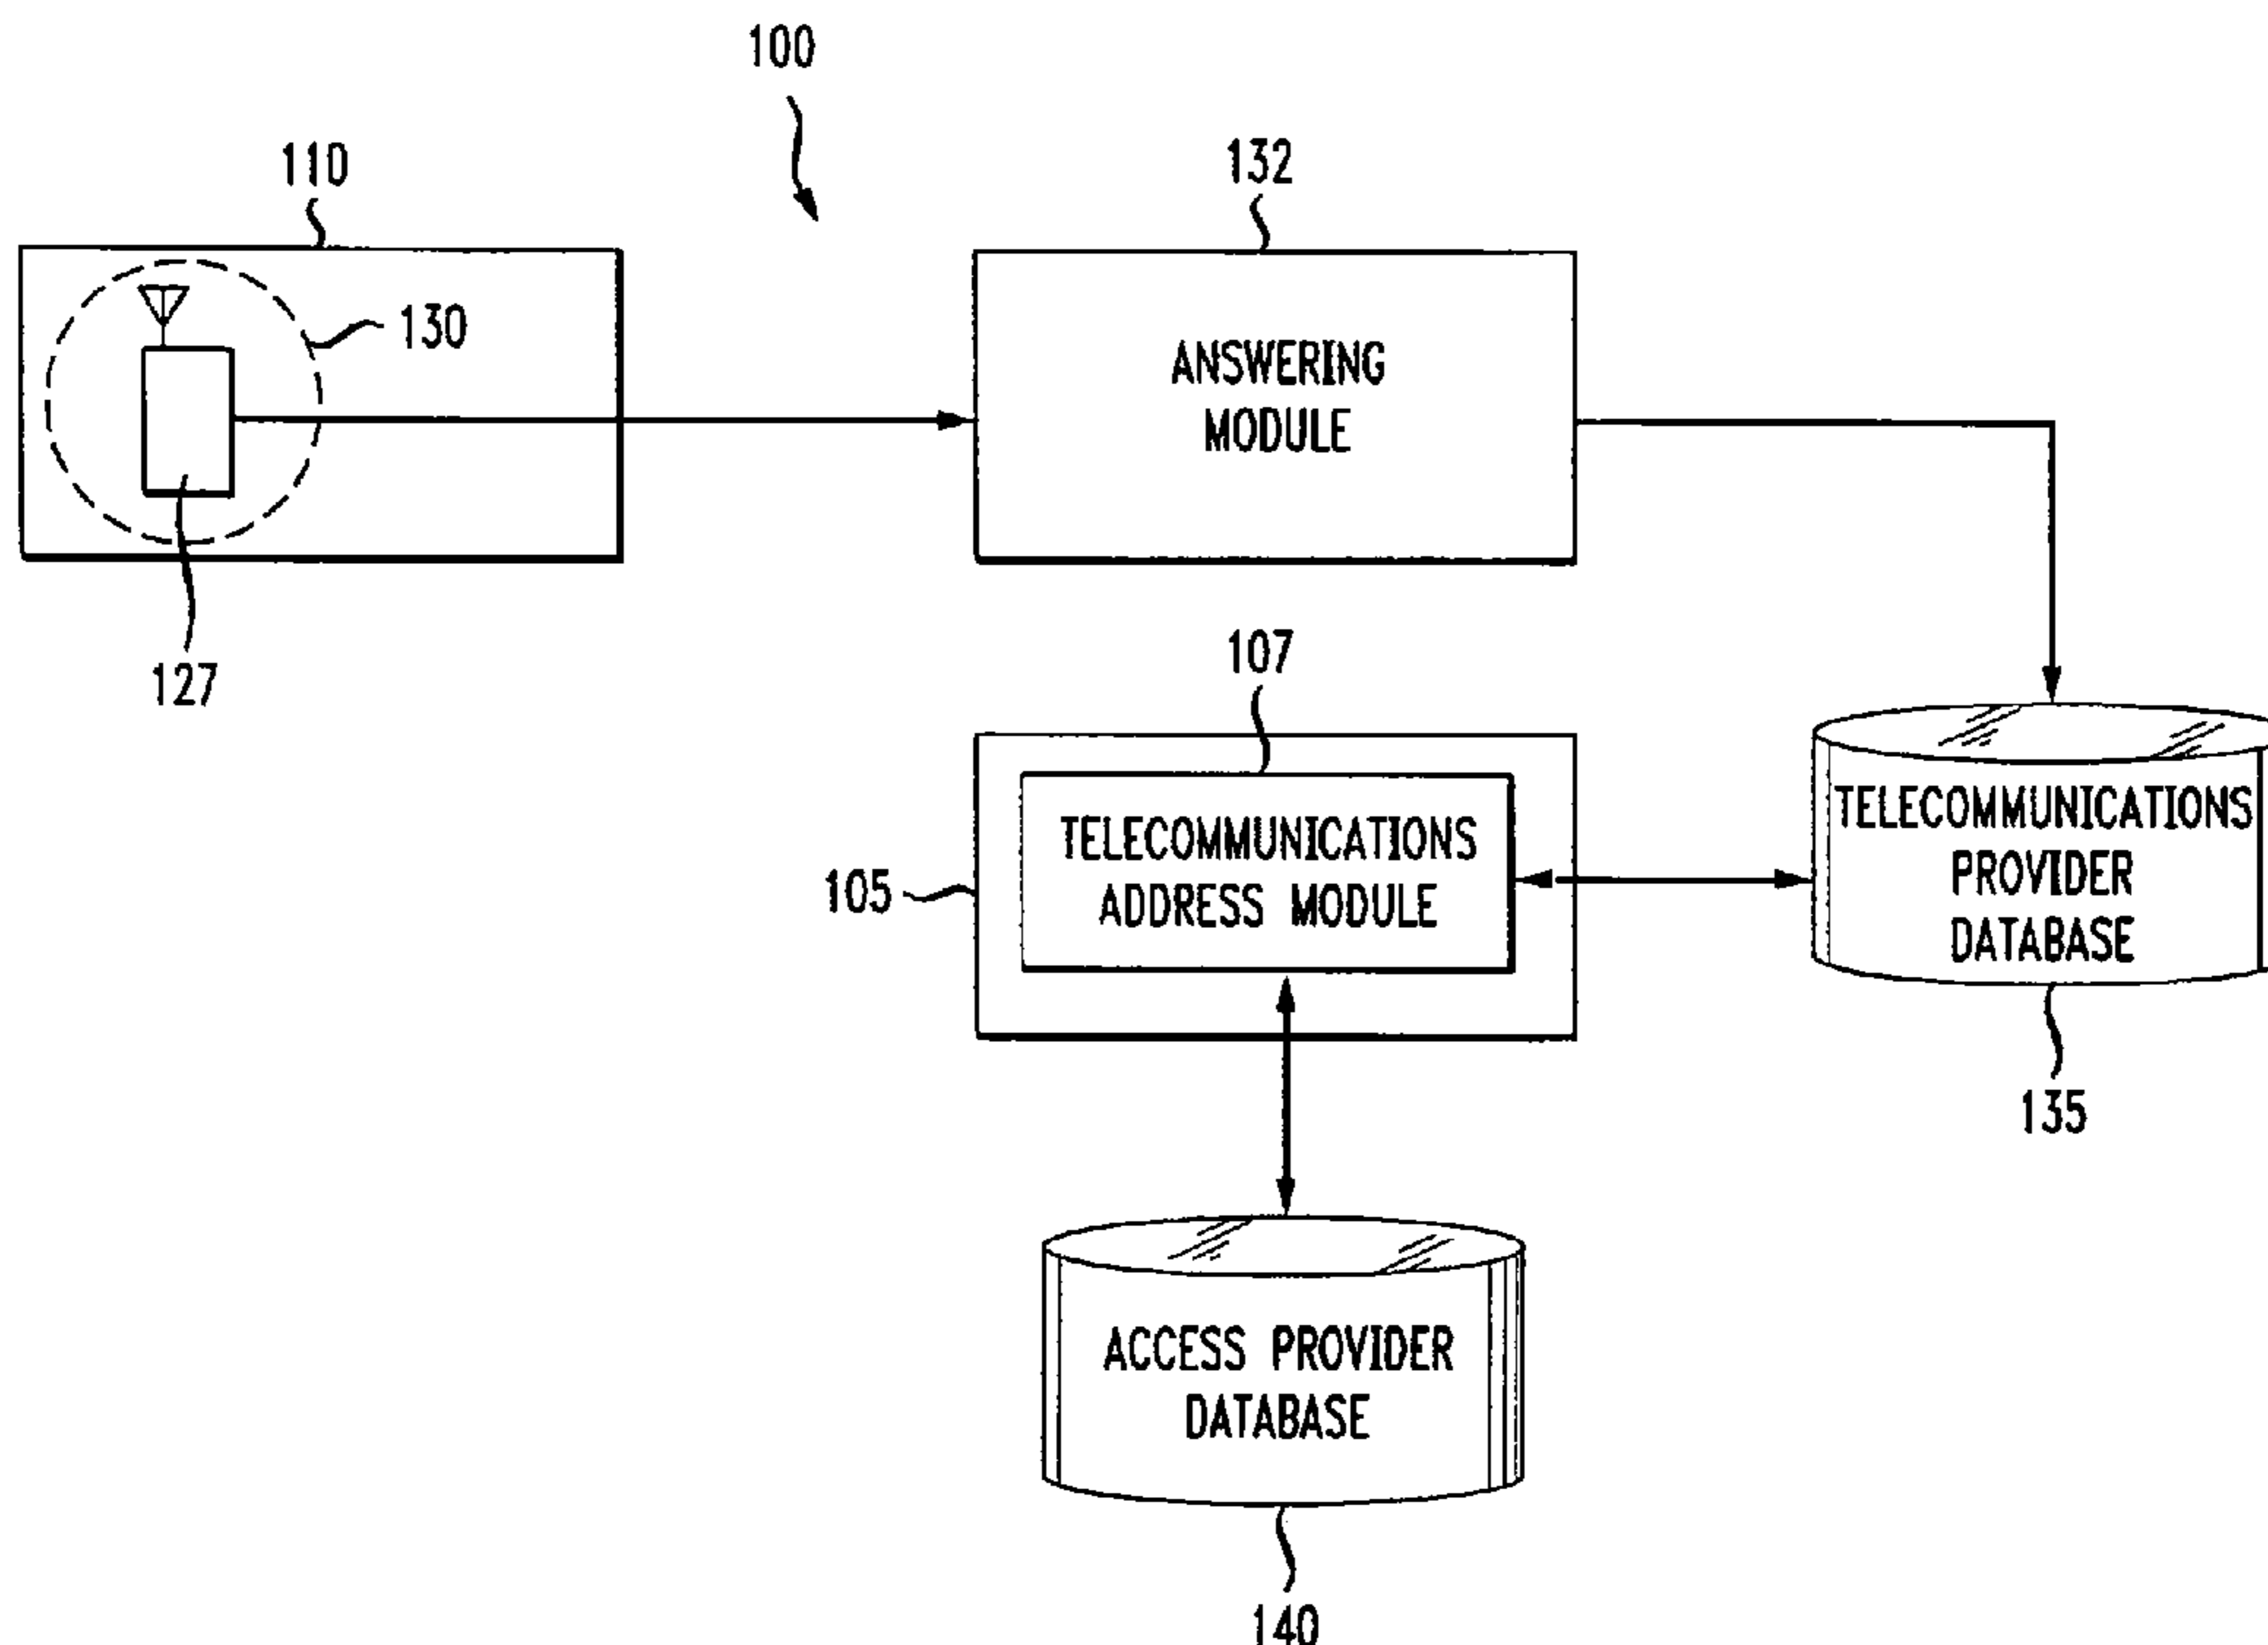 100
110
132
130
ANSWERING
MODULE
127
107
TELECOMMUNICATIONS
ADDRESS MODULE
105
TELECOMMUNICATIONS
PROVIDER
DATABASE
135
ACCESS PROVIDER
DATABASE
140